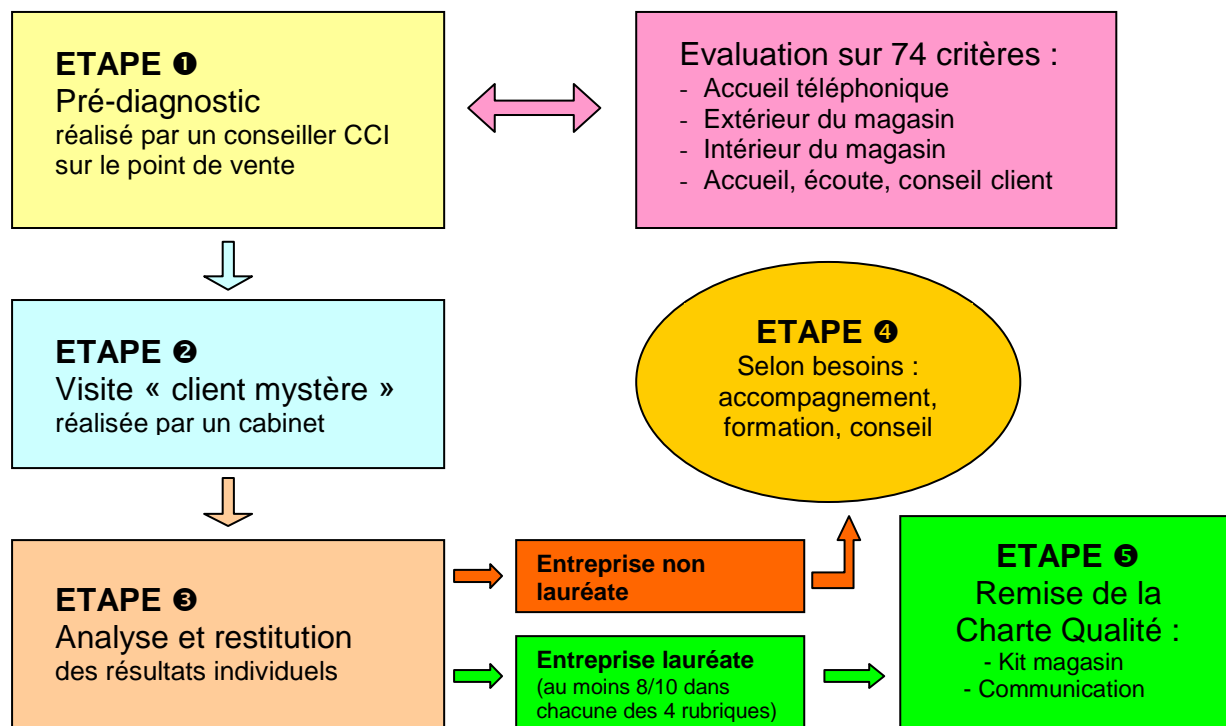 ETAPE ❶
Pré-diagnostic
réalisé par un conseiller CCI
sur le point de vente
Evaluation sur 74 critères :
- Accueil téléphonique
- Extérieur du magasin
- Intérieur du magasin
- Accueil, écoute, conseil client
ETAPE ❷
Visite « client mystère »
réalisée par un cabinet
ETAPE ❹
Selon besoins :
accompagnement,
formation, conseil
ETAPE ❸
Analyse et restitution
des résultats individuels
Entreprise non
lauréate
Entreprise lauréate
(au moins 8/10 dans
chacune des 4 rubriques)
ETAPE ❺
Remise de la
Charte Qualité :
- Kit magasin
- Communication